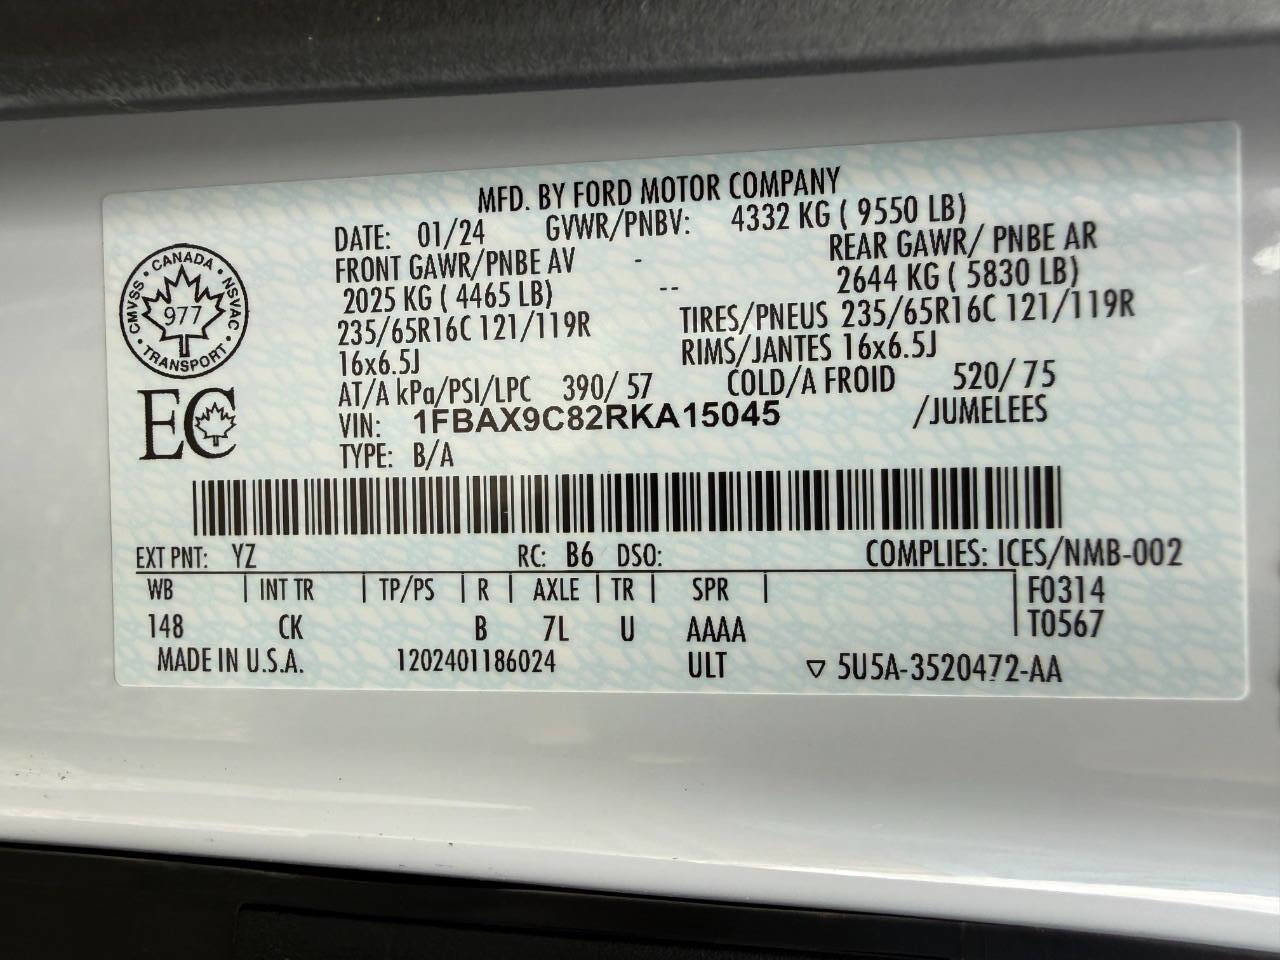 MFD. BY FORD MOTOR COMPANY
DATE: 01/24 GVWR/PNBV: 4332 KG ( 9550 LB)
FRONT GAWR/PNBE AV - REAR GAWR/ PNBE AR
2025 KG ( 4465 LB) -- 2644 KG ( 5830 LB)
235/65R16C 121/119R TIRES/PNEUS 235/65R16C 121/119R
16x6.5J RIMS/JANTES 16x6.5J
AT/A kPa/PSI/LPC 390/ 57 COLD/A FROID 520/ 75
VIN: 1FBAX9C82RKA15045 /JUMELEES
TYPE: B/A
CANADA
CMVSS • NSVAC
977
TRANSPORT
EC
EXT PNT: YZ RC: B6 DSO: COMPLIES: ICES/NMB-002
WB | INT TR | TP/PS | R | AXLE | TR | SPR | F0314
148 CK B 7L U AAAA T0567
MADE IN U.S.A. 1202401186024 ULT ▽ 5U5A-3520472-AA